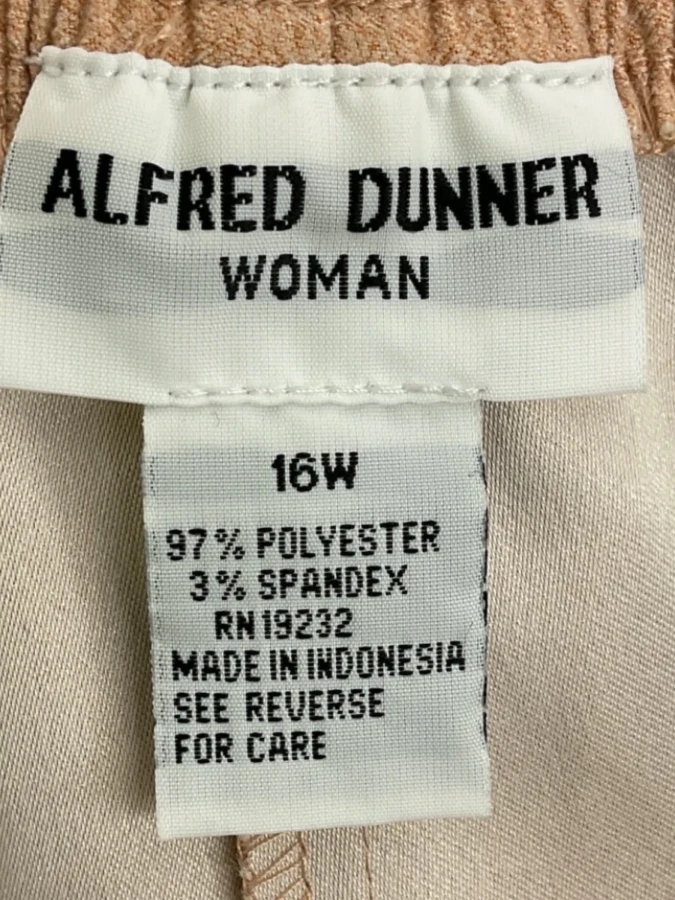 ALFRED DUNNER
WOMAN
16W
97% POLYESTER
3% SPANDEX
RN 19232
MADE IN INDONESIA
SEE REVERSE
FOR CARE